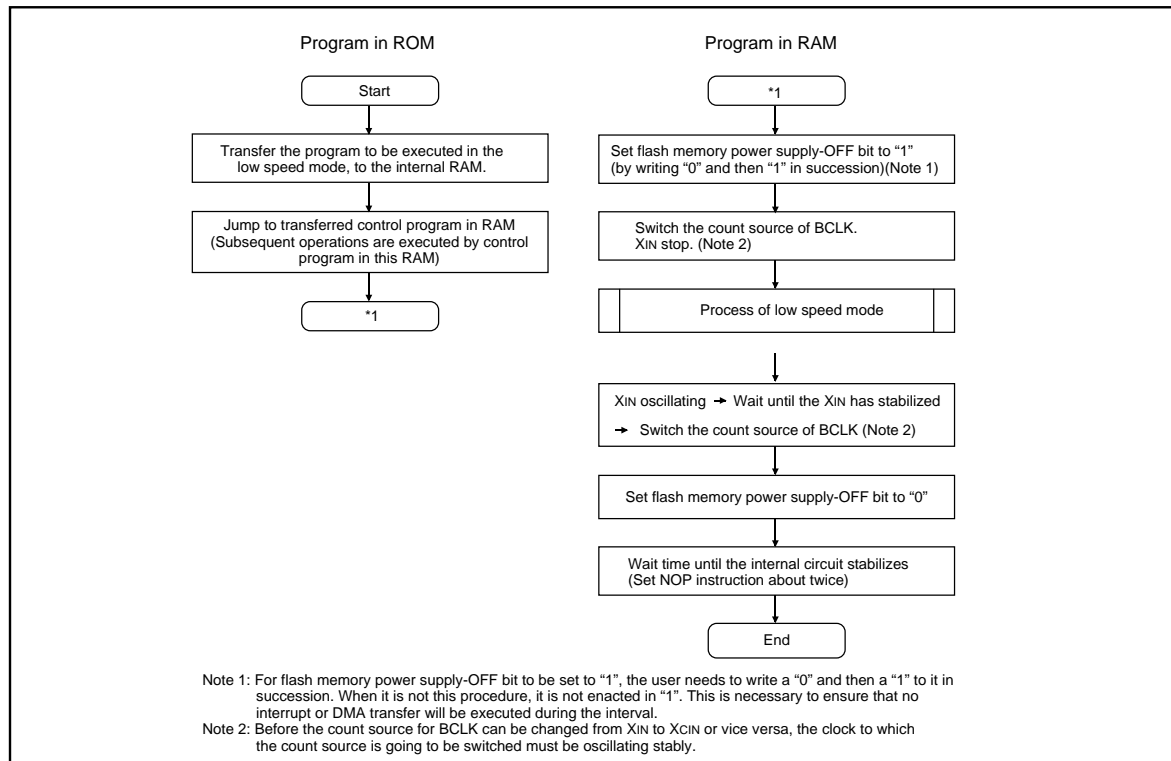 Program in ROM
Start
Transfer the program to be executed in the
low speed mode, to the internal RAM.
Jump to transferred control program in RAM
(Subsequent operations are executed by control
program in this RAM)
*1
Program in RAM
*1
Set flash memory power supply-OFF bit to “1”
(by writing “0” and then “1” in succession)(Note 1)
Switch the count source of BCLK.
XIN stop. (Note 2)
Process of low speed mode
XIN oscillating → Wait until the XIN has stabilized
→ Switch the count source of BCLK (Note 2)
Set flash memory power supply-OFF bit to “0”
Wait time until the internal circuit stabilizes
(Set NOP instruction about twice)
End
Note 1: For flash memory power supply-OFF bit to be set to “1”, the user needs to write a “0” and then a “1” to it in
succession. When it is not this procedure, it is not enacted in “1”. This is necessary to ensure that no
interrupt or DMA transfer will be executed during the interval.
Note 2: Before the count source for BCLK can be changed from XIN to XCIN or vice versa, the clock to which
the count source is going to be switched must be oscillating stably.